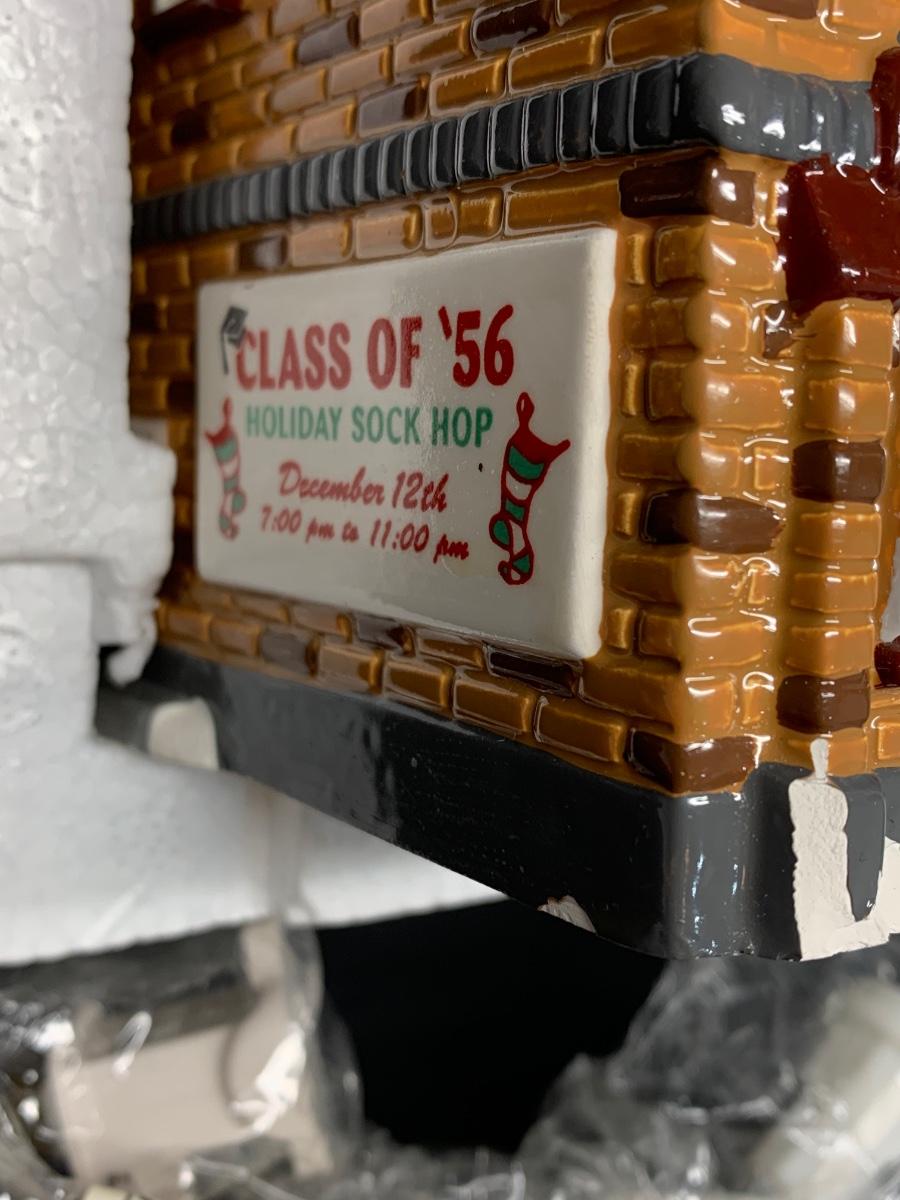 CLASS OF '56
HOLIDAY SOCK HOP
December 12th
7:00 pm to 11:00 pm